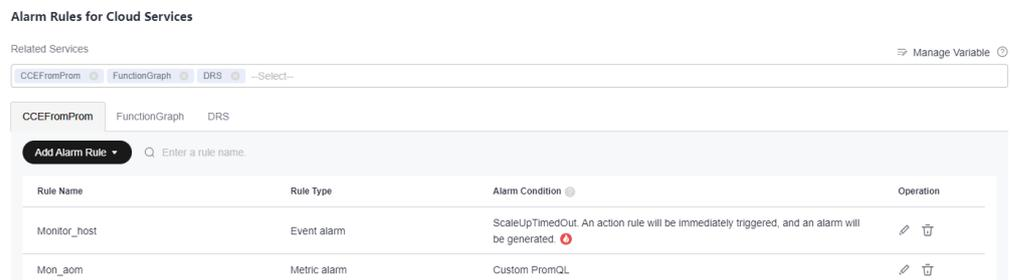 Alarm Rules for Cloud Services
Related Services
Manage Variable
CCEFromProm FunctionGraph DRS --Select--
CCEFromProm FunctionGraph DRS
Add Alarm Rule Enter a rule name.
Rule Name Rule Type Alarm Condition Operation
Monitor_host Event alarm ScaleUpTimedOut. An action rule will be immediately triggered, and an alarm will
be generated.
Mon_aom Metric alarm Custom PromQL